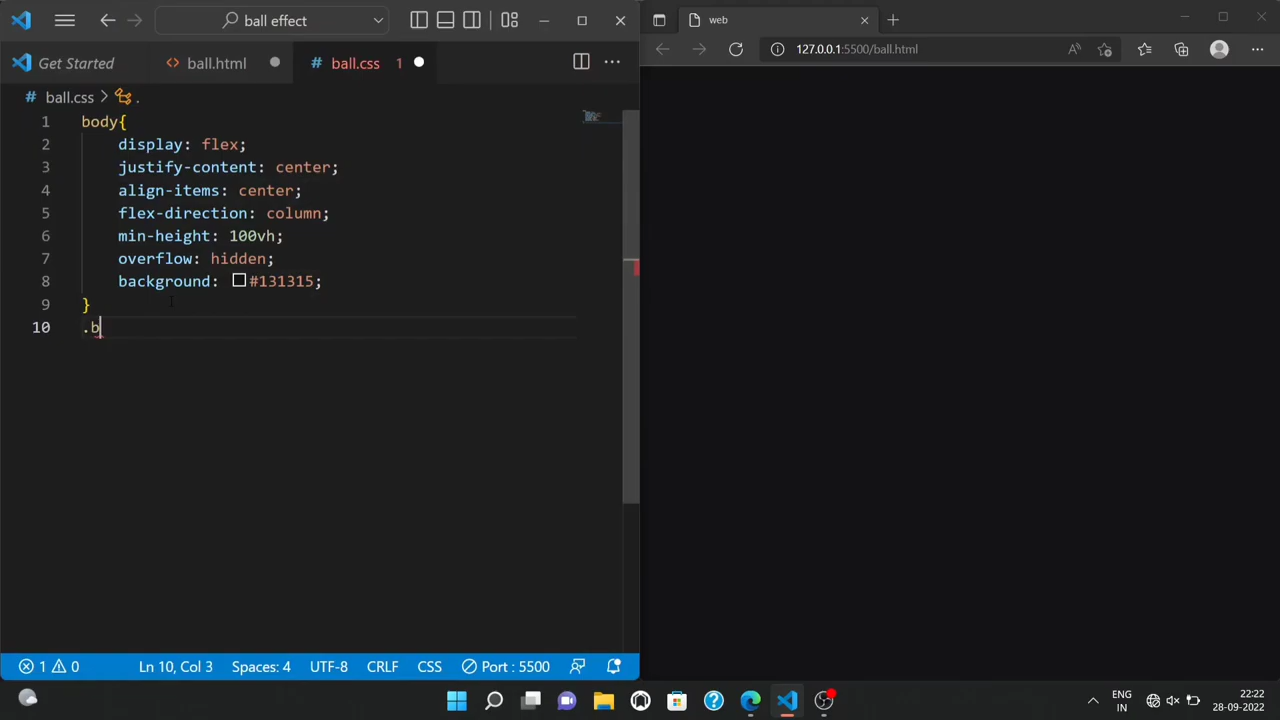 ball effect
web
Get Started
ball.html
# ball.css 1
127.0.0.1:5500/ball.html
# ball.css > .
1 body{
2 display: flex;
3 justify-content: center;
4 align-items: center;
5 flex-direction: column;
6 min-height: 100vh;
7 overflow: hidden;
8 background: #131315;
9 }
10 .b
1 0 Ln 10, Col 3 Spaces: 4 UTF-8 CRLF CSS Port : 5500
ENG
IN
22:22
28-09-2022